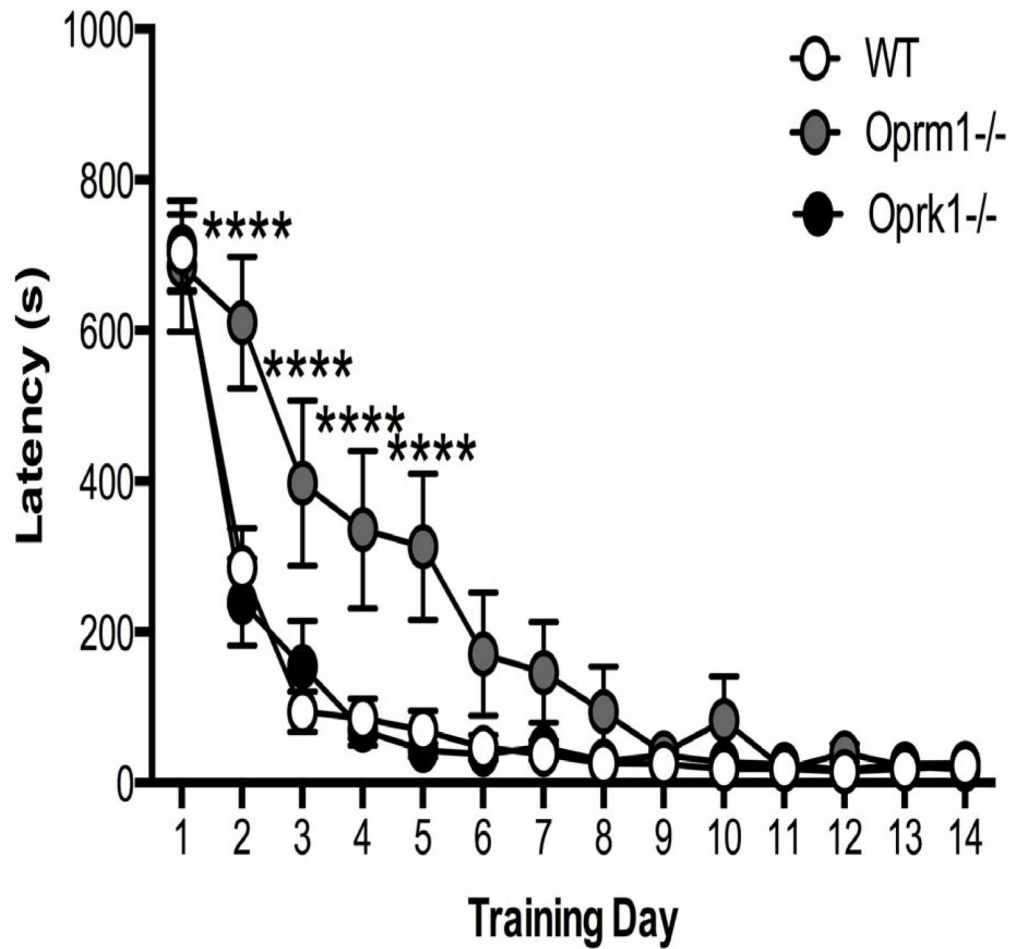 1000
WT
Oprm1-/-
800
Oprk1-/-
****
600
****
****
****
Latency (s)
400
200
0
1 2 3 4 5 6 7 8 9 10 11 12 13 14
Training Day